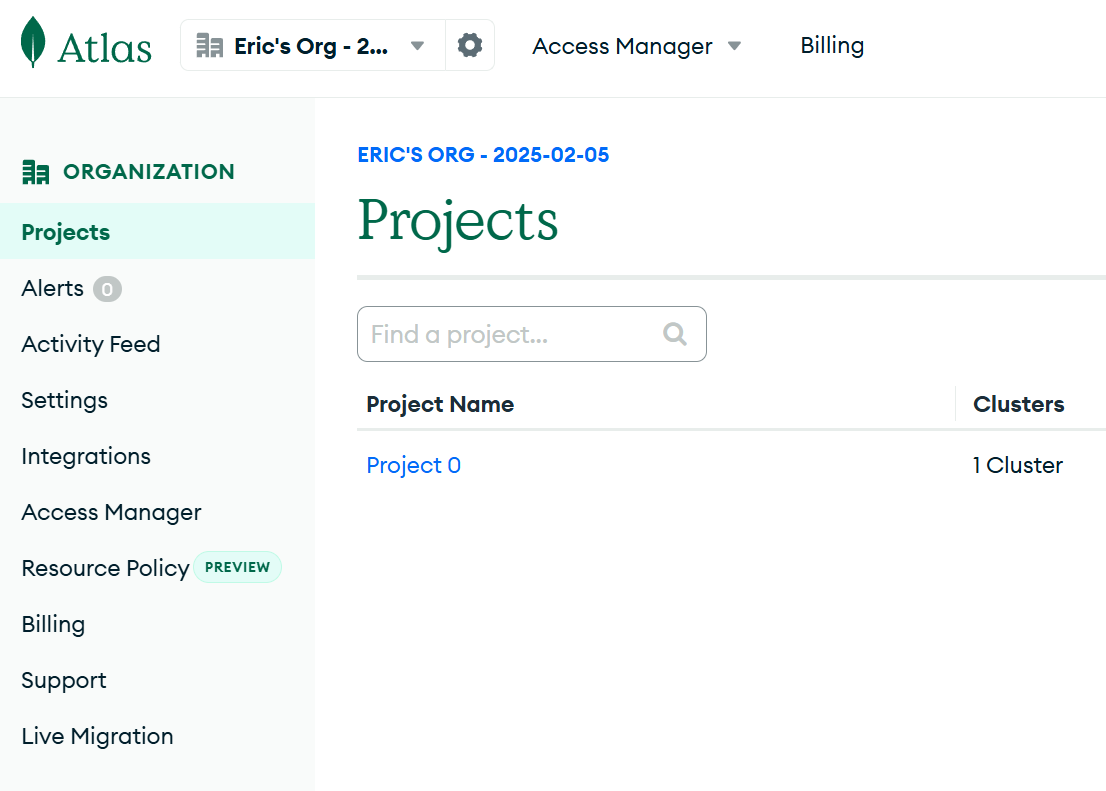 Atlas
Eric's Org - 2...
Access Manager
Billing
ORGANIZATION
Projects
Alerts 0
Activity Feed
Settings
Integrations
Access Manager
Resource Policy PREVIEW
Billing
Support
Live Migration
ERIC'S ORG - 2025-02-05
Projects
Find a project...
Project Name Clusters
Project 0 1 Cluster